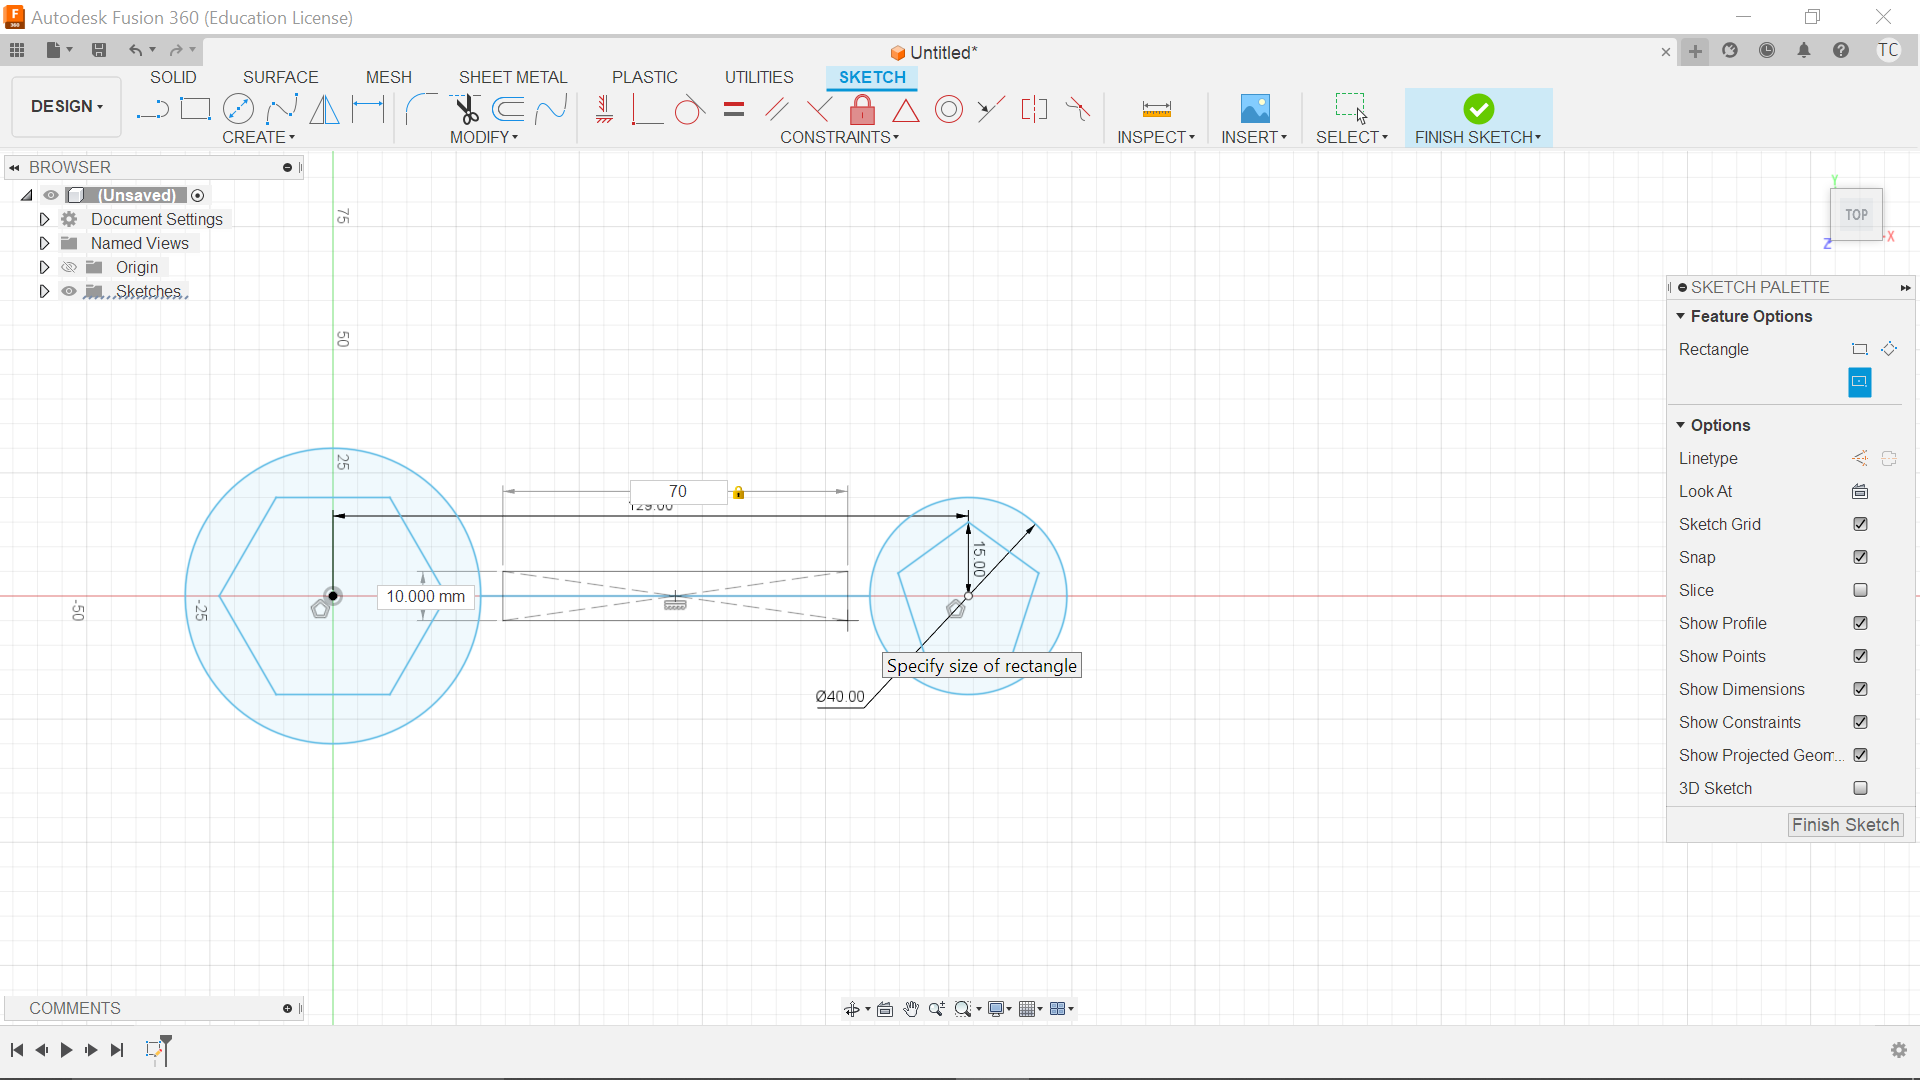 Autodesk Fusion 360 (Education License)
Untitled*
TC
DESIGN
SOLID SURFACE MESH SHEET METAL PLASTIC UTILITIES SKETCH
CREATE MODIFY CONSTRAINTS INSPECT INSERT SELECT FINISH SKETCH
BROWSER
(Unsaved)
Document Settings
Named Views
Origin
Sketches
75
50
25
-50
-25
70
129.00
10.000 mm
15.00
Ø40.00
Specify size of rectangle
Y
TOP
X
Z
SKETCH PALETTE
Feature Options
Rectangle
Options
Linetype
Look At
Sketch Grid
Snap
Slice
Show Profile
Show Points
Show Dimensions
Show Constraints
Show Projected Geom...
3D Sketch
Finish Sketch
COMMENTS